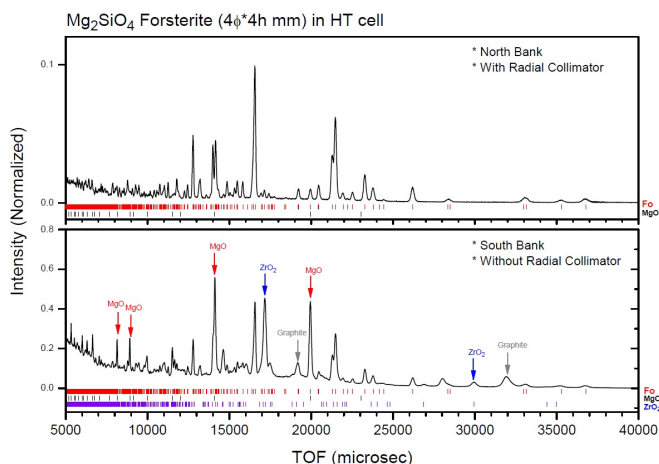 Mg₂SiO₄ Forsterite (4ϕ*4h mm) in HT cell
* North Bank
* With Radial Collimator
0.1
0.0
Fo
MgO
Intensity (Normalized)
* South Bank
* Without Radial Collimator
0.8
0.6
0.4
0.2
0.0
MgO
MgO
MgO
ZrO₂
Graphite
MgO
ZrO₂
Graphite
Fo
MgO
ZrO₂
5000 10000 15000 20000 25000 30000 35000 40000
TOF (microsec)